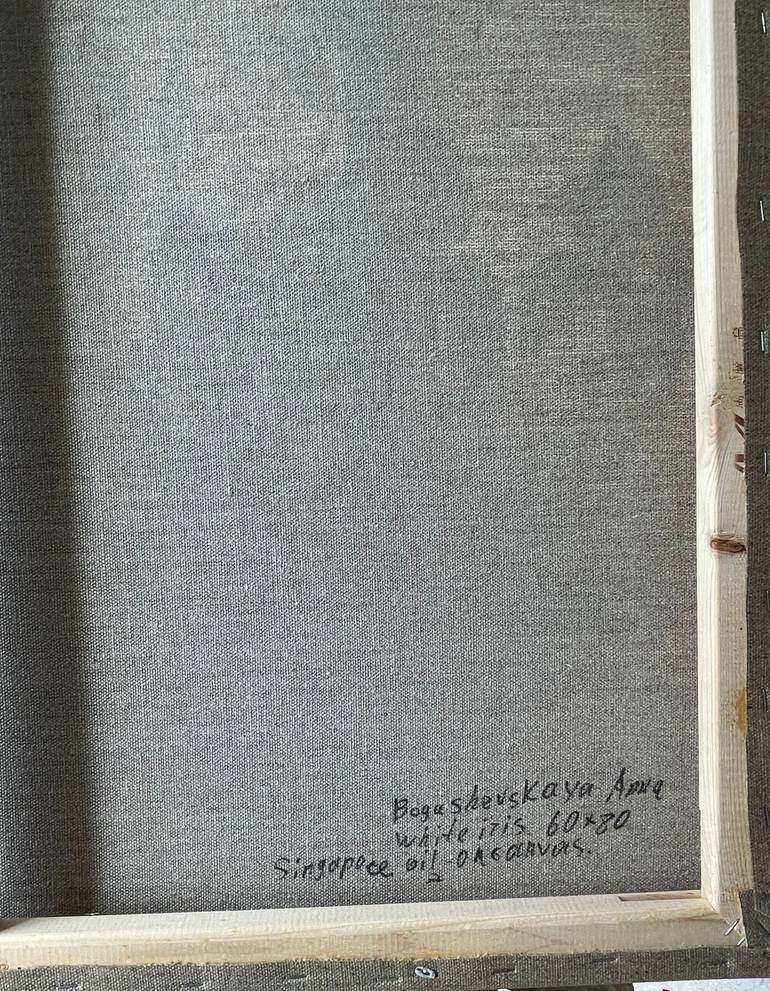 Bogushevskaya Anna
white iris 60×80
Singapore oil on canvas.